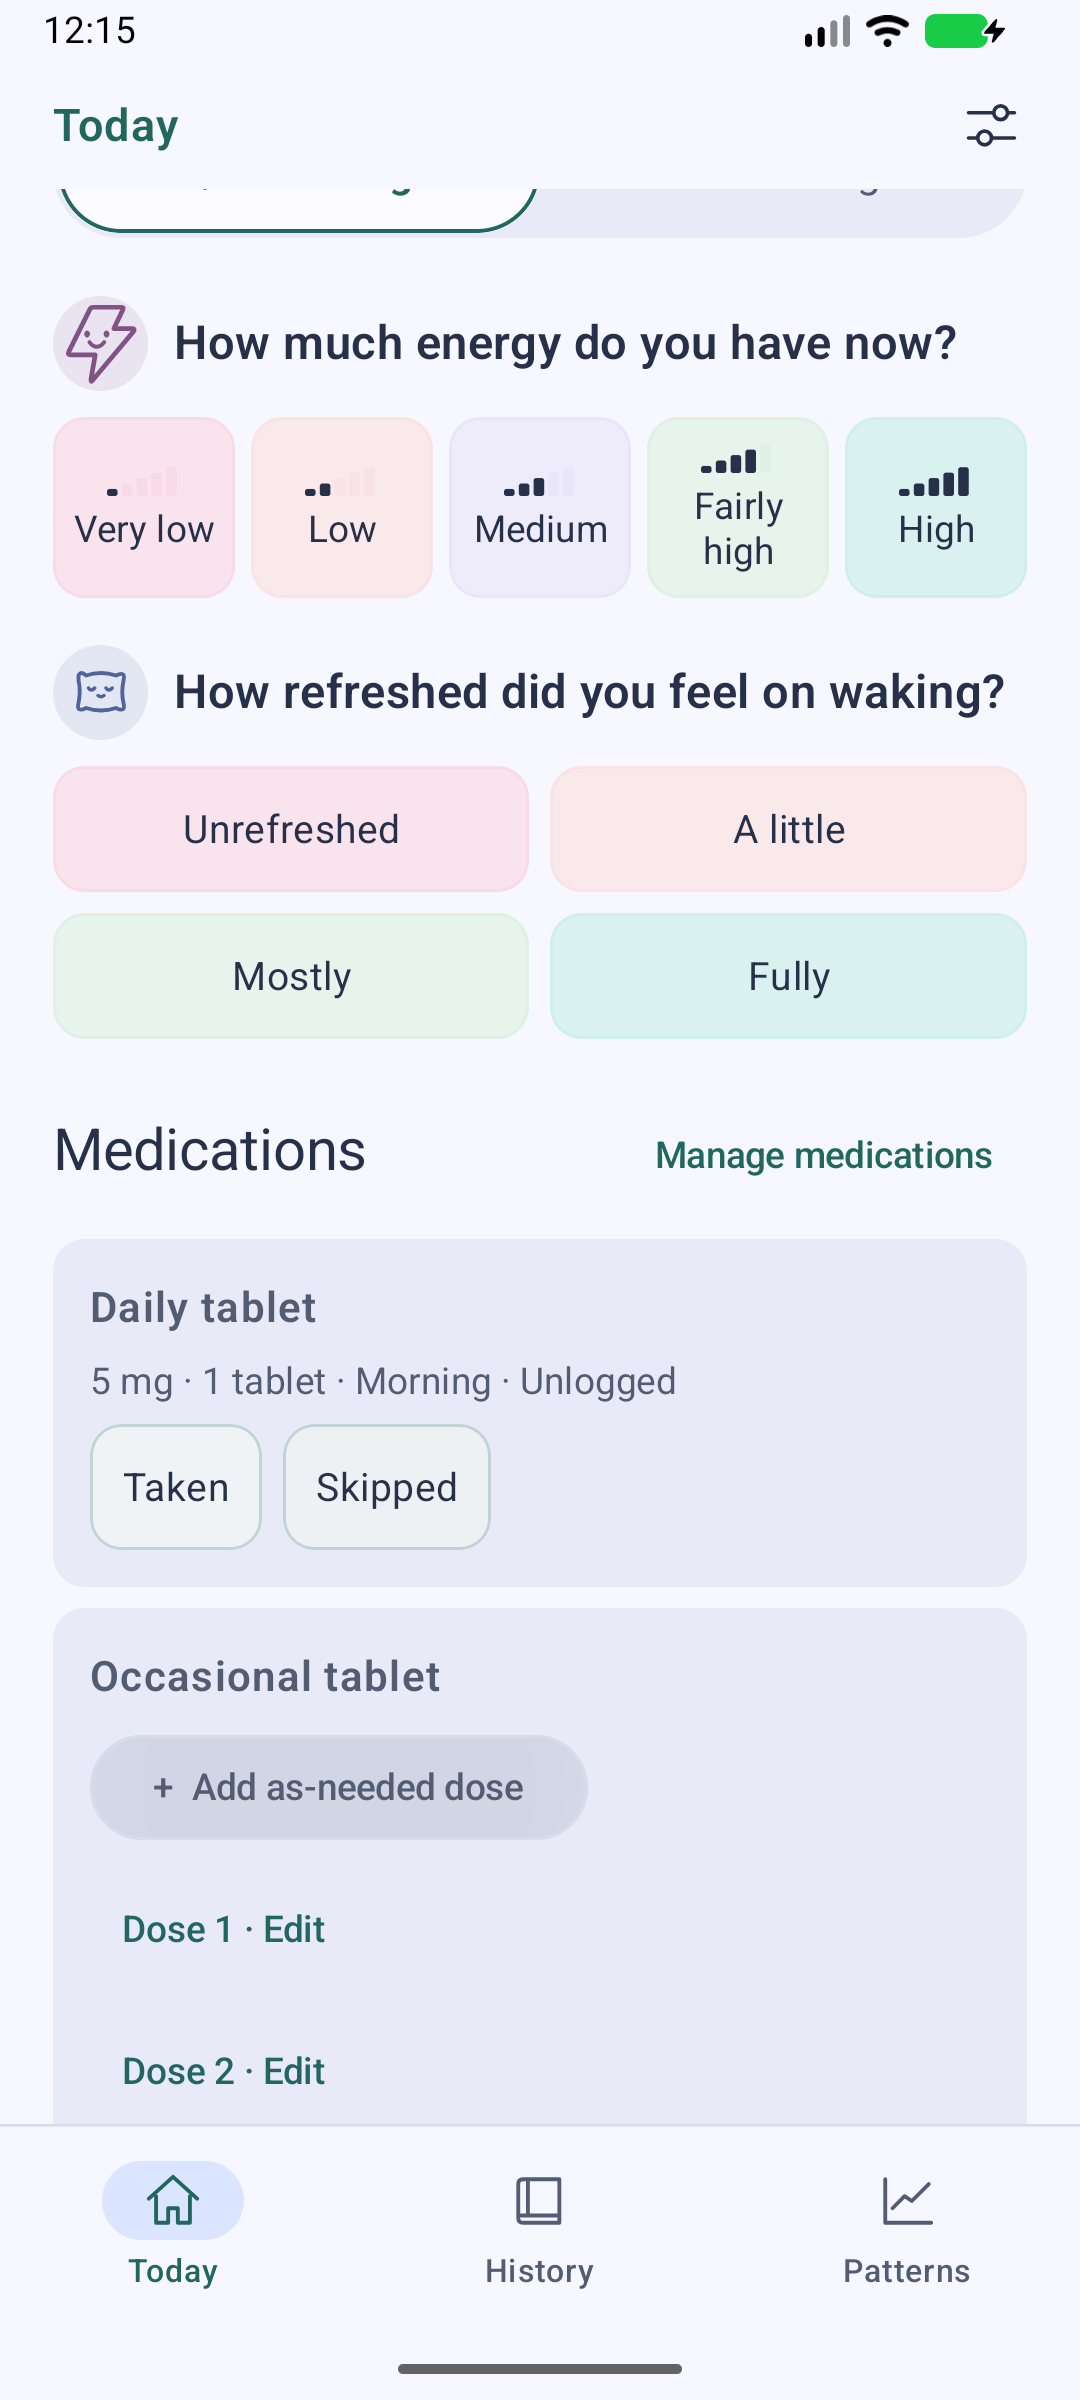 12:15
Today
How much energy do you have now?
Very low
Low
Medium
Fairly
high
High
How refreshed did you feel on waking?
Unrefreshed
A little
Mostly
Fully
Medications
Manage medications
Daily tablet
5 mg · 1 tablet · Morning · Unlogged
Taken
Skipped
Occasional tablet
+ Add as-needed dose
Dose 1 · Edit
Dose 2 · Edit
Today
History
Patterns